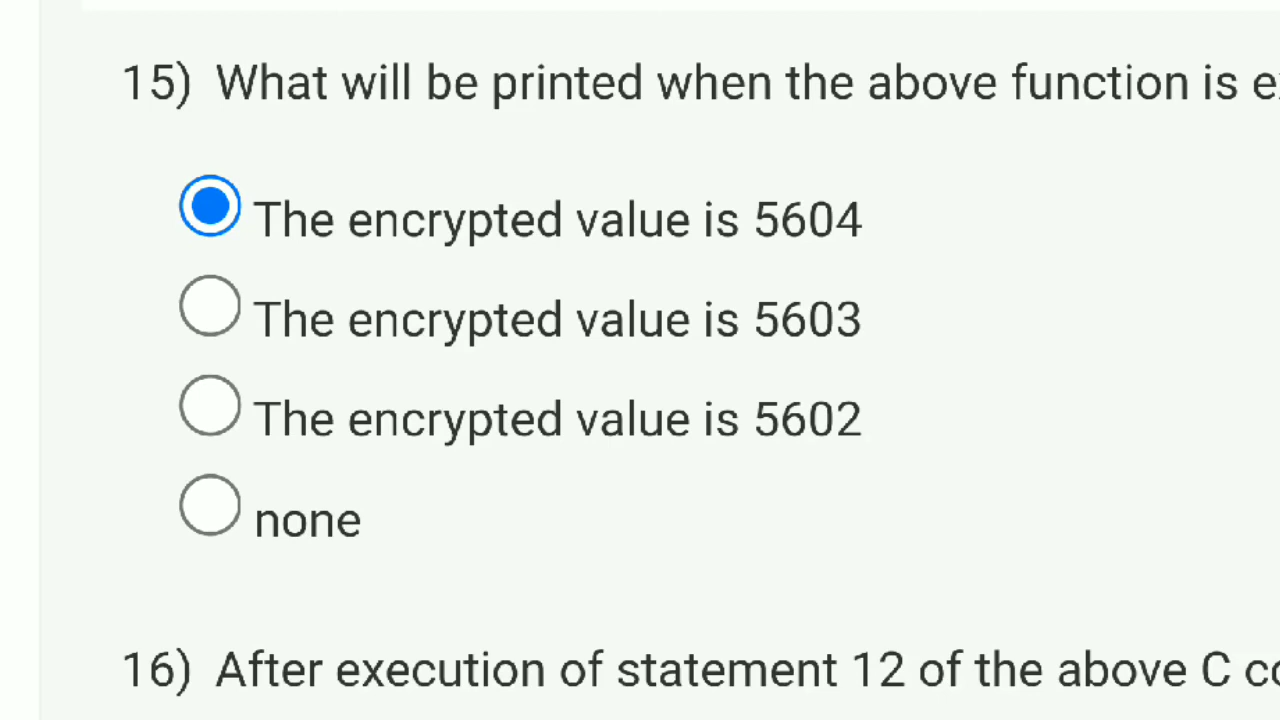 15) What will be printed when the above function is
The encrypted value is 5604
The encrypted value is 5603
The encrypted value is 5602
none
16) After execution of statement 12 of the above C